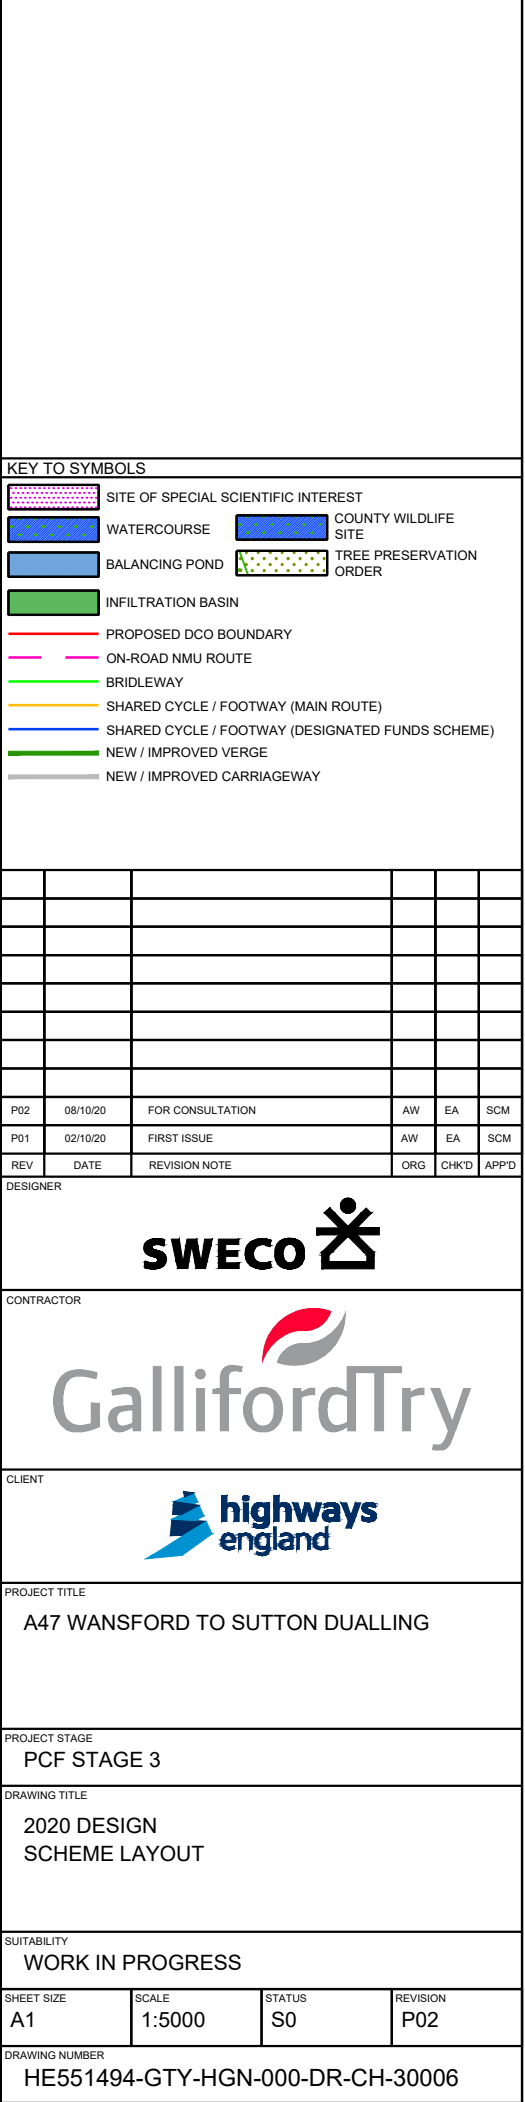 KEY TO SYMBOLS
SITE OF SPECIAL SCIENTIFIC INTEREST
WATERCOURSE
COUNTY WILDLIFE
SITE
BALANCING POND
TREE PRESERVATION
ORDER
INFILTRATION BASIN
PROPOSED DCO BOUNDARY
ON-ROAD NMU ROUTE
BRIDLEWAY
SHARED CYCLE / FOOTWAY (MAIN ROUTE)
SHARED CYCLE / FOOTWAY (DESIGNATED FUNDS SCHEME)
NEW / IMPROVED VERGE
NEW / IMPROVED CARRIAGEWAY
P02 08/10/20 FOR CONSULTATION AW EA SCM
P01 02/10/20 FIRST ISSUE AW EA SCM
REV DATE REVISION NOTE ORG CHK'D APP'D
DESIGNER
SWECO
CONTRACTOR
GallifordTry
CLIENT
highways
england
PROJECT TITLE
A47 WANSFORD TO SUTTON DUALLING
PROJECT STAGE
PCF STAGE 3
DRAWING TITLE
2020 DESIGN
SCHEME LAYOUT
SUITABILITY
WORK IN PROGRESS
SHEET SIZE SCALE STATUS REVISION
A1 1:5000 S0 P02
DRAWING NUMBER
HE551494-GTY-HGN-000-DR-CH-30006